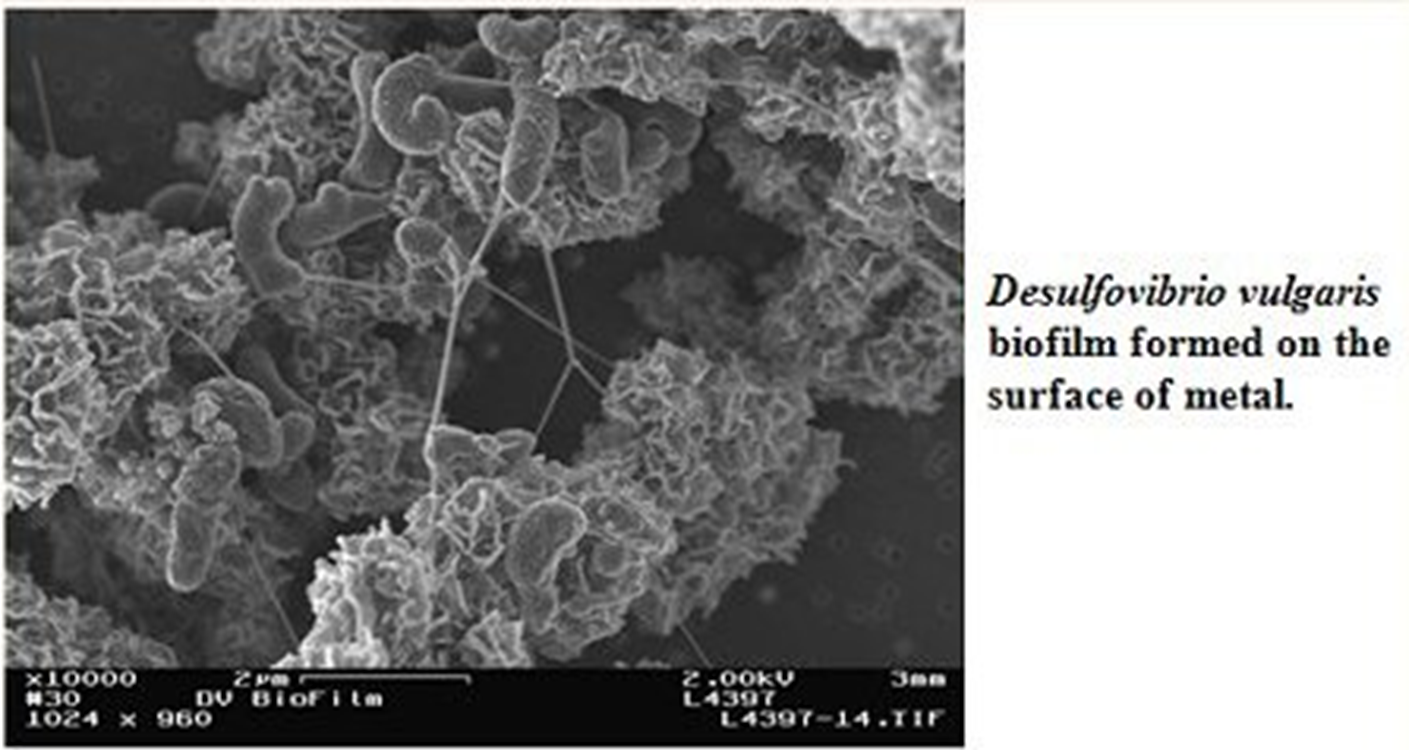 Desulfovibrio vulgaris
biofilm formed on the
surface of metal.
x10000 2µm 2.00kV 3mm
#30 DV BioFilm L4397
1024 x 960 L4397-14.TIF